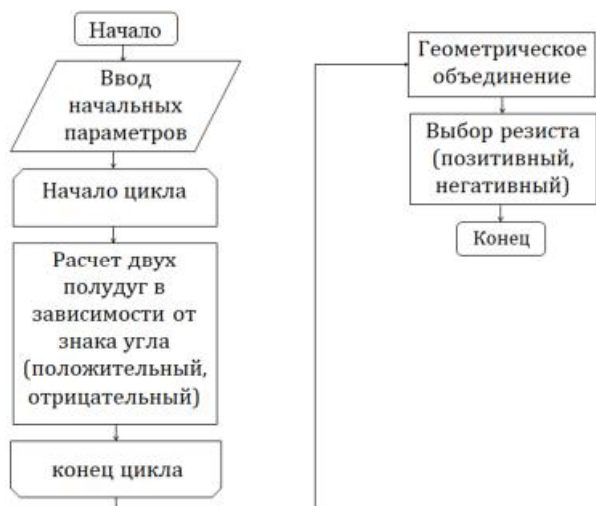 Начало
Ввод
начальных
параметров
Начало цикла
Расчет двух
полудуг в
зависимости от
знака угла
(положительный,
отрицательный)
конец цикла
Геометрическое
объединение
Выбор резиста
(позитивный,
негативный)
Конец